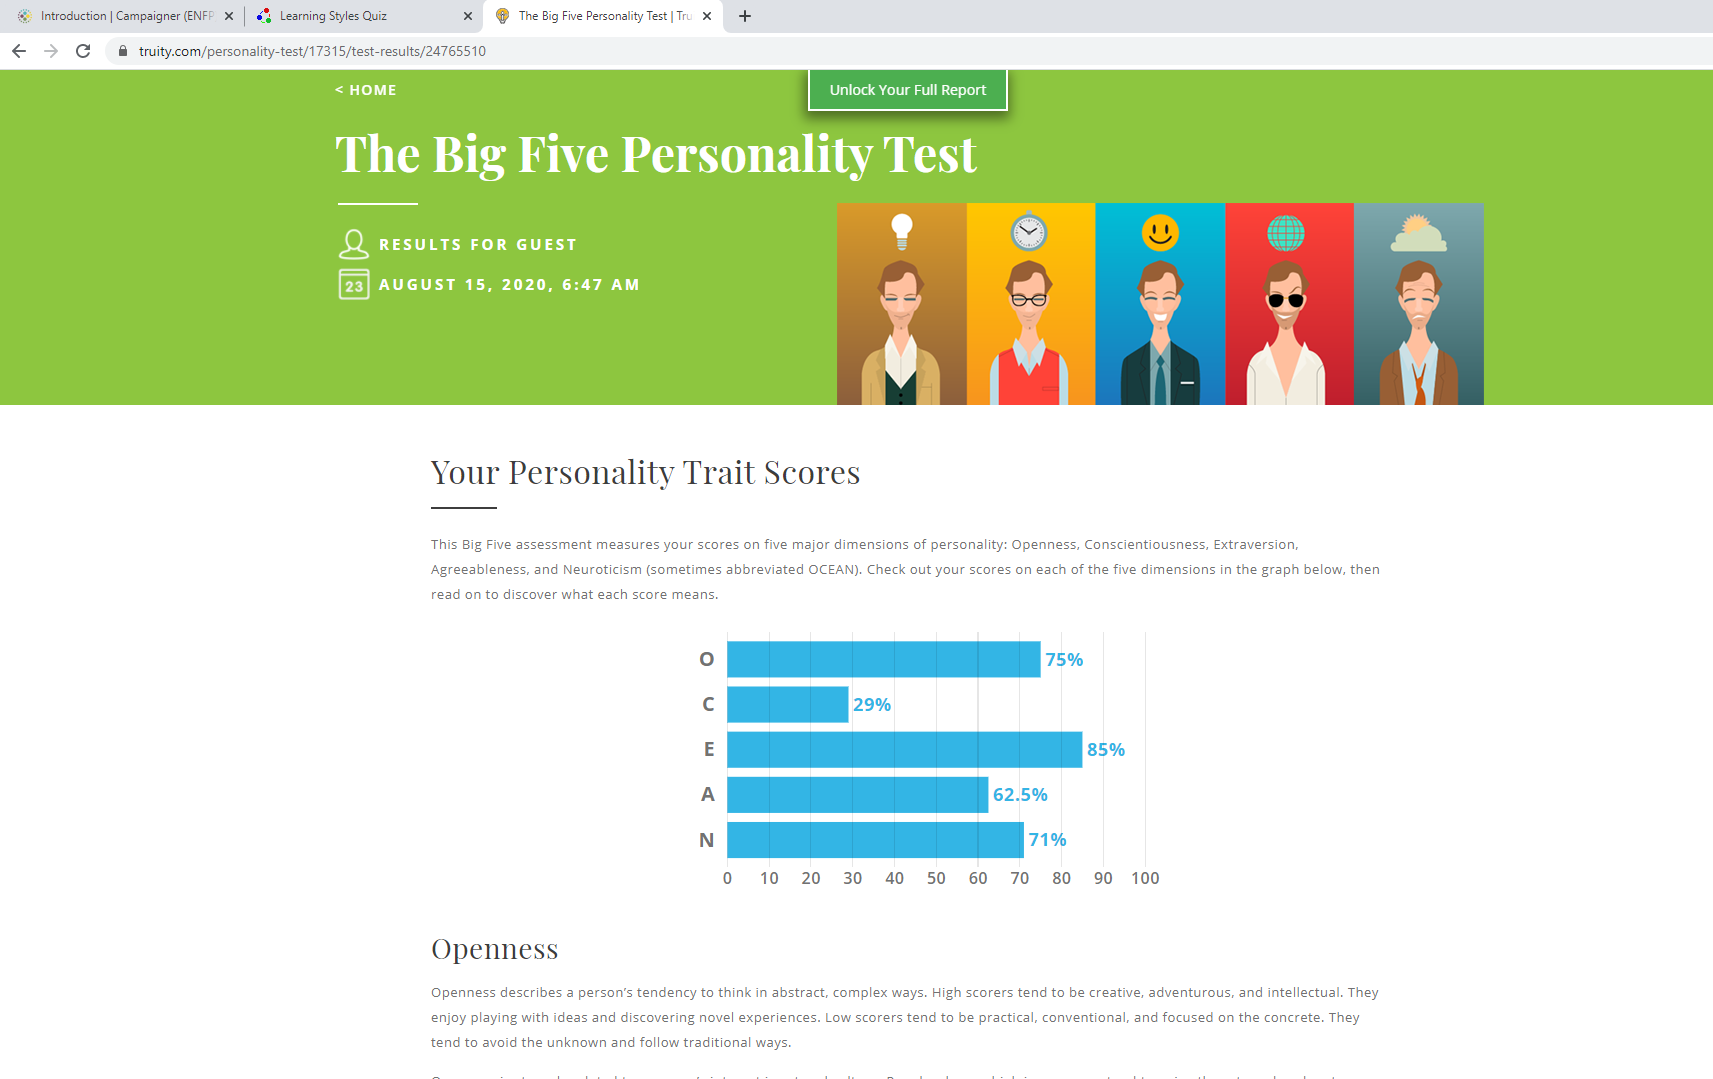 Introduction | Campaigner (ENFP
Learning Styles Quiz
The Big Five Personality Test | Tru
truity.com/personality-test/17315/test-results/24765510
< HOME
Unlock Your Full Report
The Big Five Personality Test
RESULTS FOR GUEST
23
AUGUST 15, 2020, 6:47 AM
Your Personality Trait Scores
This Big Five assessment measures your scores on five major dimensions of personality: Openness, Conscientiousness, Extraversion,
Agreeableness, and Neuroticism (sometimes abbreviated OCEAN). Check out your scores on each of the five dimensions in the graph below, then
read on to discover what each score means.
O 75%
C 29%
E 85%
A 62.5%
N 71%
0 10 20 30 40 50 60 70 80 90 100
Openness
Openness describes a person’s tendency to think in abstract, complex ways. High scorers tend to be creative, adventurous, and intellectual. They
enjoy playing with ideas and discovering novel experiences. Low scorers tend to be practical, conventional, and focused on the concrete. They
tend to avoid the unknown and follow traditional ways.